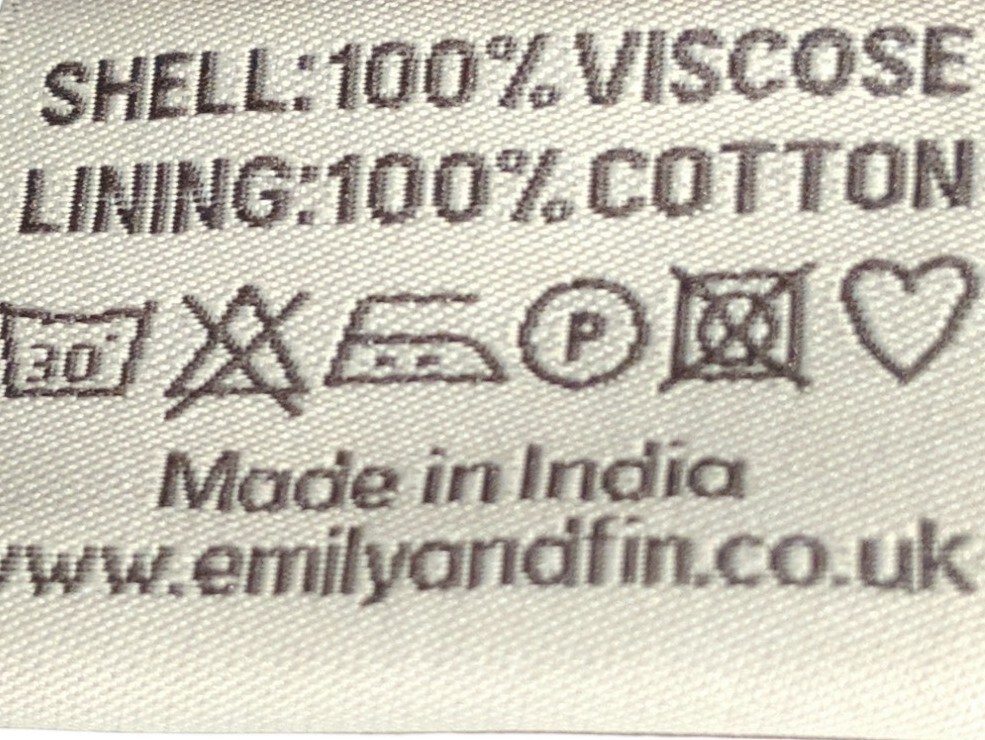 SHELL:100% VISCOSE
LINING:100% COTTON
30° P
Made in India
www.emilyandfin.co.uk